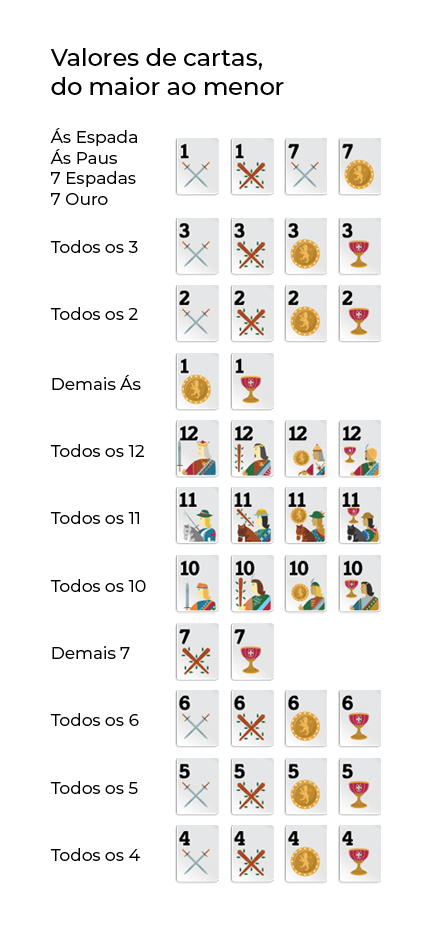 Valores de cartas,
do maior ao menor
Ás Espada
Ás Paus
7 Espadas
7 Ouro
1 1 7 7
Todos os 3
3 3 3 3
Todos os 2
2 2 2 2
Demais Ás
1 1
Todos os 12
12 12 12 12
Todos os 11
11 11 11 11
Todos os 10
10 10 10 10
Demais 7
7 7
Todos os 6
6 6 6 6
Todos os 5
5 5 5 5
Todos os 4
4 4 4 4